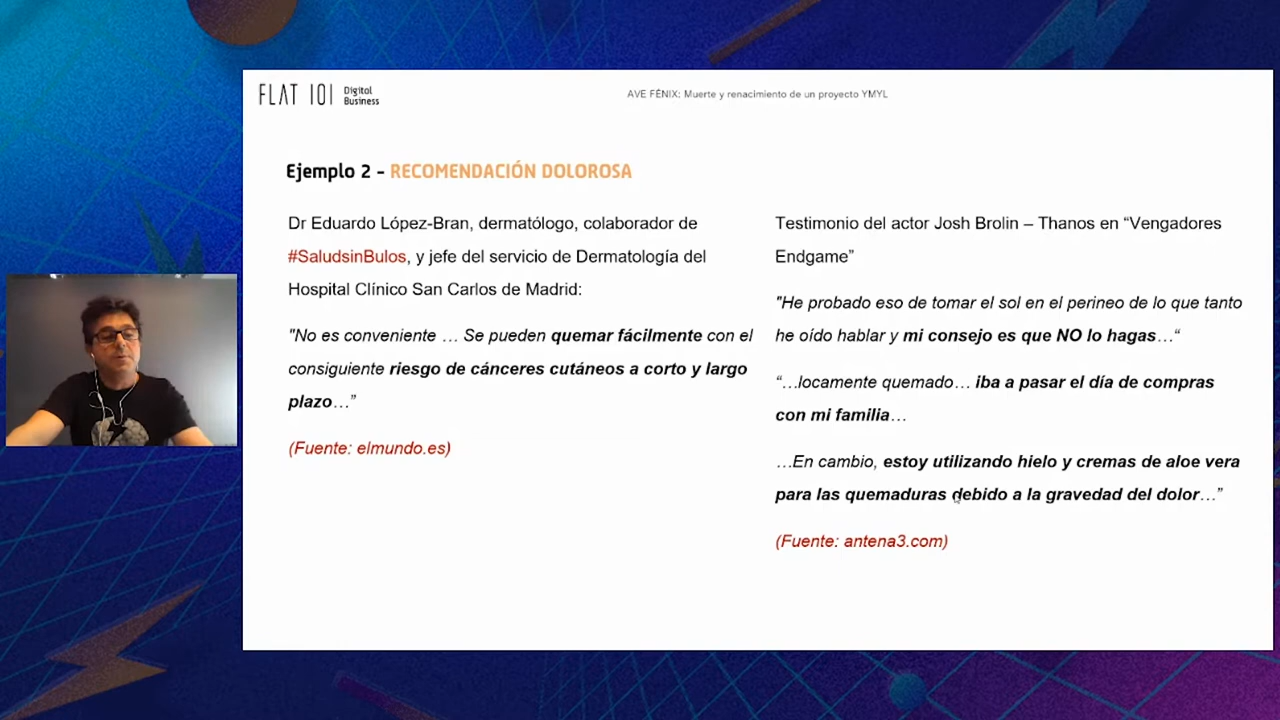 FLAT 101 Digital Business
AVE FÉNIX: Muerte y renacimiento de un proyecto YMYL
Ejemplo 2 - RECOMENDACIÓN DOLOROSA
Dr Eduardo López-Bran, dermatólogo, colaborador de
#SaludsinBulos, y jefe del servicio de Dermatología del
Hospital Clínico San Carlos de Madrid:
"No es conveniente … Se pueden quemar fácilmente con el
consiguiente riesgo de cánceres cutáneos a corto y largo
plazo…”
(Fuente: elmundo.es)
Testimonio del actor Josh Brolin – Thanos en “Vengadores
Endgame”
"He probado eso de tomar el sol en el perineo de lo que tanto
he oído hablar y mi consejo es que NO lo hagas…“
“…locamente quemado… iba a pasar el día de compras
con mi familia…
…En cambio, estoy utilizando hielo y cremas de aloe vera
para las quemaduras debido a la gravedad del dolor…”
(Fuente: antena3.com)